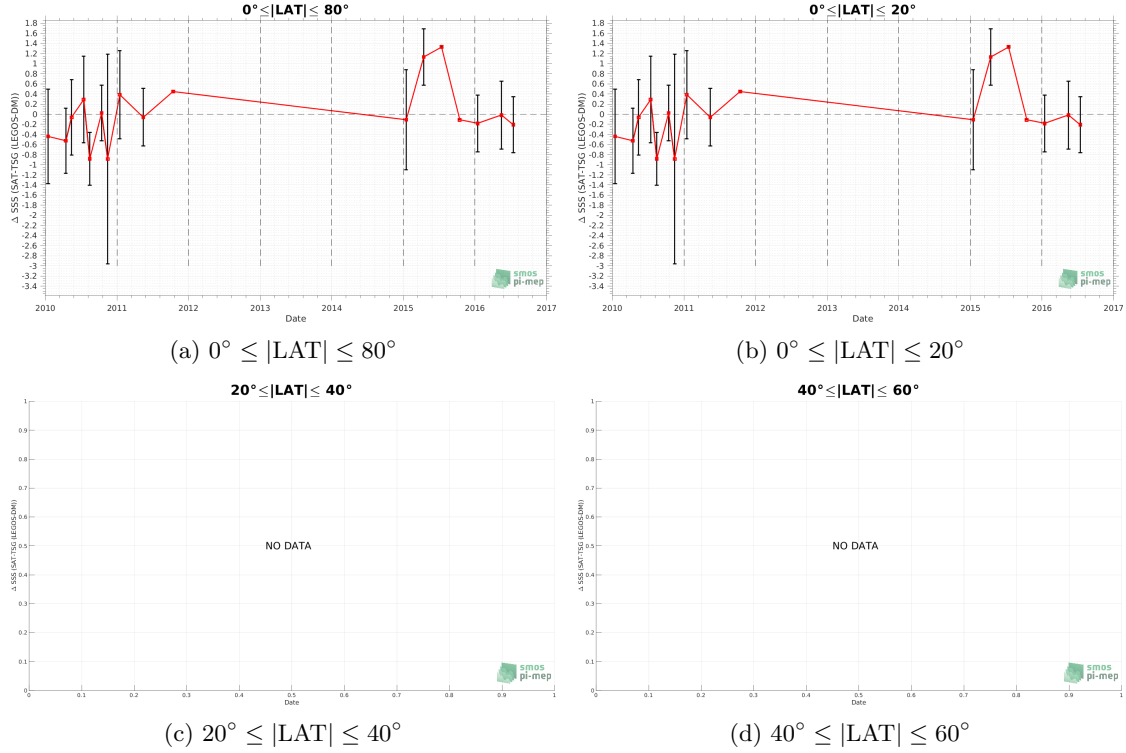 0°≤|LAT|≤ 80°
Δ SSS (SAT-TSG (LEGOS-DM))
1.8
1.6
1.4
1.2
1
0.8
0.6
0.4
0.2
0
-0.2
-0.4
-0.6
-0.8
-1
-1.2
-1.4
-1.6
-1.8
-2
-2.2
-2.4
-2.6
-2.8
-3
-3.2
-3.4
smos
pi-mep
2010 2011 2012 2013 2014 2015 2016 2017
Date
(a) 0° ≤ |LAT| ≤ 80°
0°≤|LAT|≤ 20°
Δ SSS (SAT-TSG (LEGOS-DM))
1.8
1.6
1.4
1.2
1
0.8
0.6
0.4
0.2
0
-0.2
-0.4
-0.6
-0.8
-1
-1.2
-1.4
-1.6
-1.8
-2
-2.2
-2.4
-2.6
-2.8
-3
-3.2
-3.4
smos
pi-mep
2010 2011 2012 2013 2014 2015 2016 2017
Date
(b) 0° ≤ |LAT| ≤ 20°
20°≤|LAT|≤ 40°
Δ SSS (SAT-TSG (LEGOS-DM))
1
0.9
0.8
0.7
0.6
0.5
0.4
0.3
0.2
0.1
0
NO DATA
smos
pi-mep
0 0.1 0.2 0.3 0.4 0.5 0.6 0.7 0.8 0.9 1
Date
(c) 20° ≤ |LAT| ≤ 40°
40°≤|LAT|≤ 60°
Δ SSS (SAT-TSG (LEGOS-DM))
1
0.9
0.8
0.7
0.6
0.5
0.4
0.3
0.2
0.1
0
NO DATA
smos
pi-mep
0 0.1 0.2 0.3 0.4 0.5 0.6 0.7 0.8 0.9 1
Date
(d) 40° ≤ |LAT| ≤ 60°